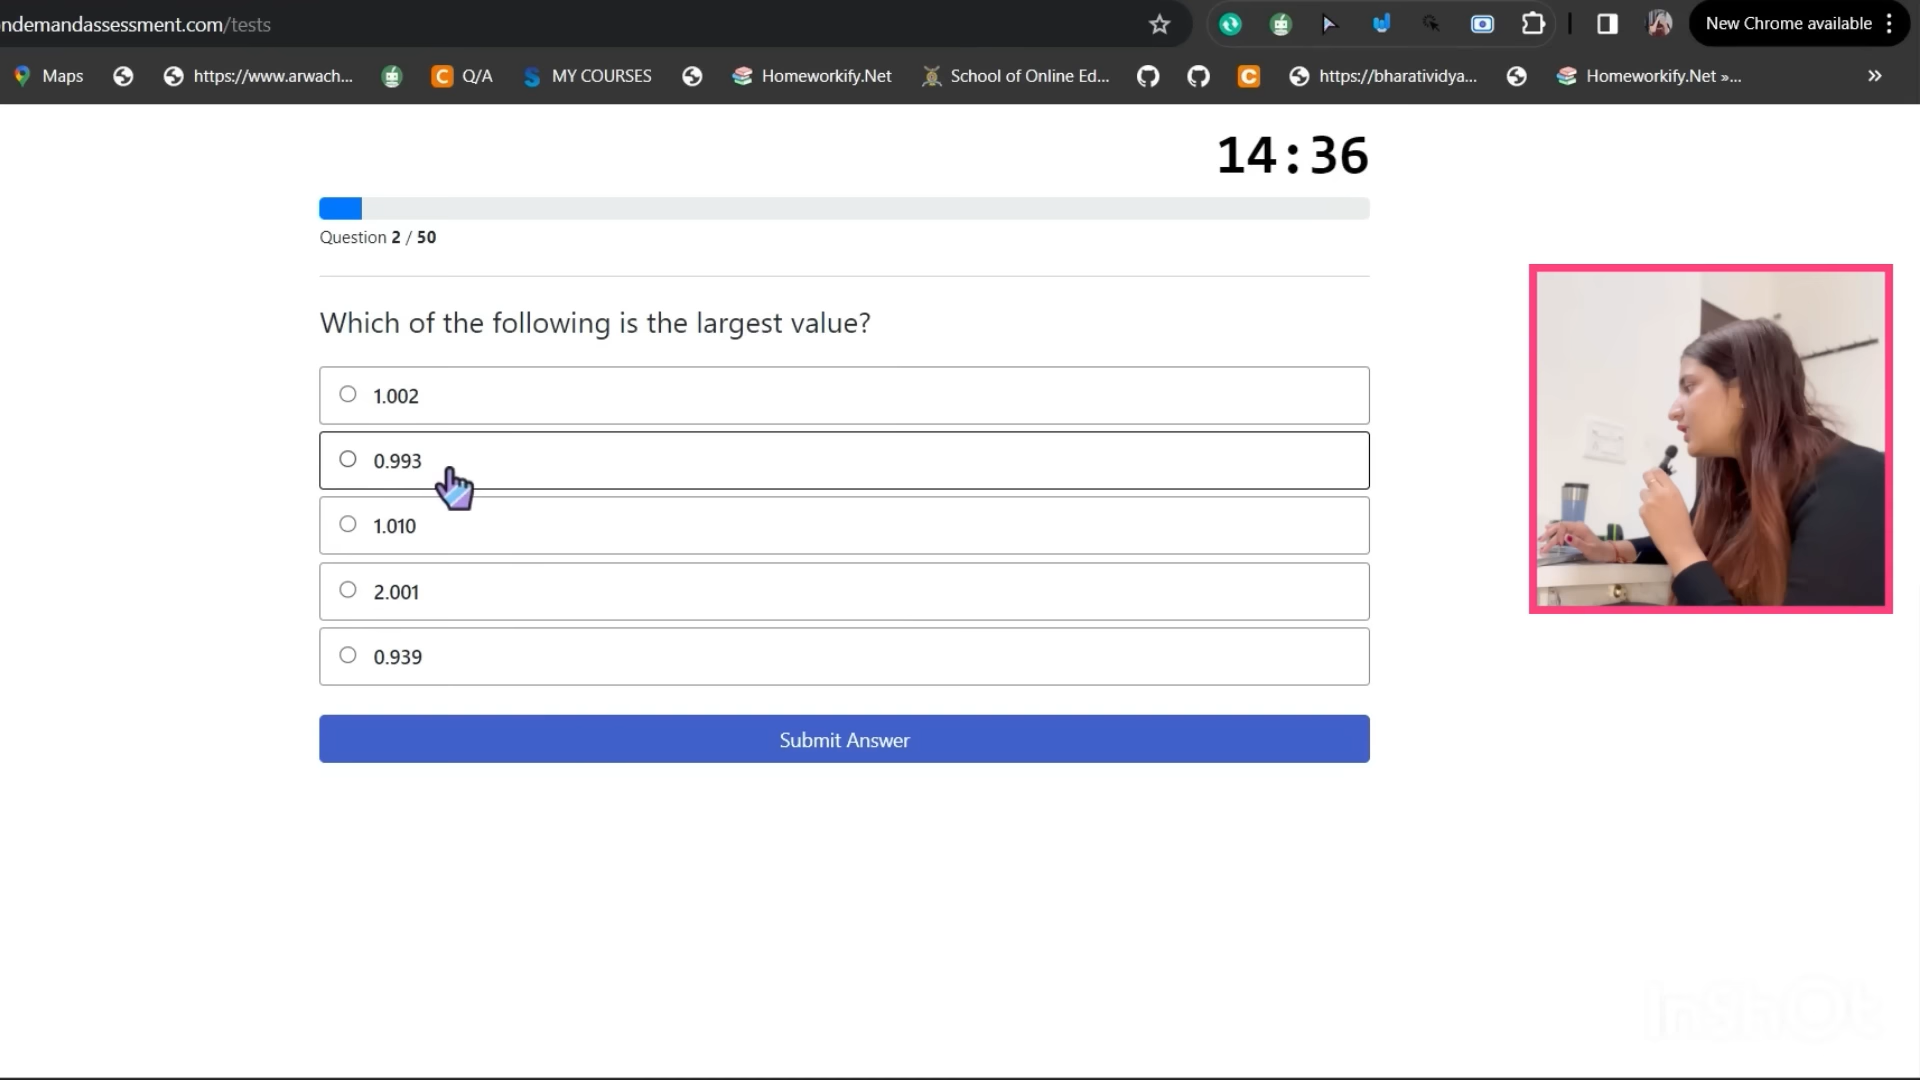 ndemandassessment.com/tests
New Chrome available
Maps
https://www.arwach...
Q/A
MY COURSES
Homeworkify.Net
School of Online Ed...
https://bharatividya...
Homeworkify.Net »...
14:36
Question 2 / 50
Which of the following is the largest value?
1.002
0.993
1.010
2.001
0.939
Submit Answer
InShOt